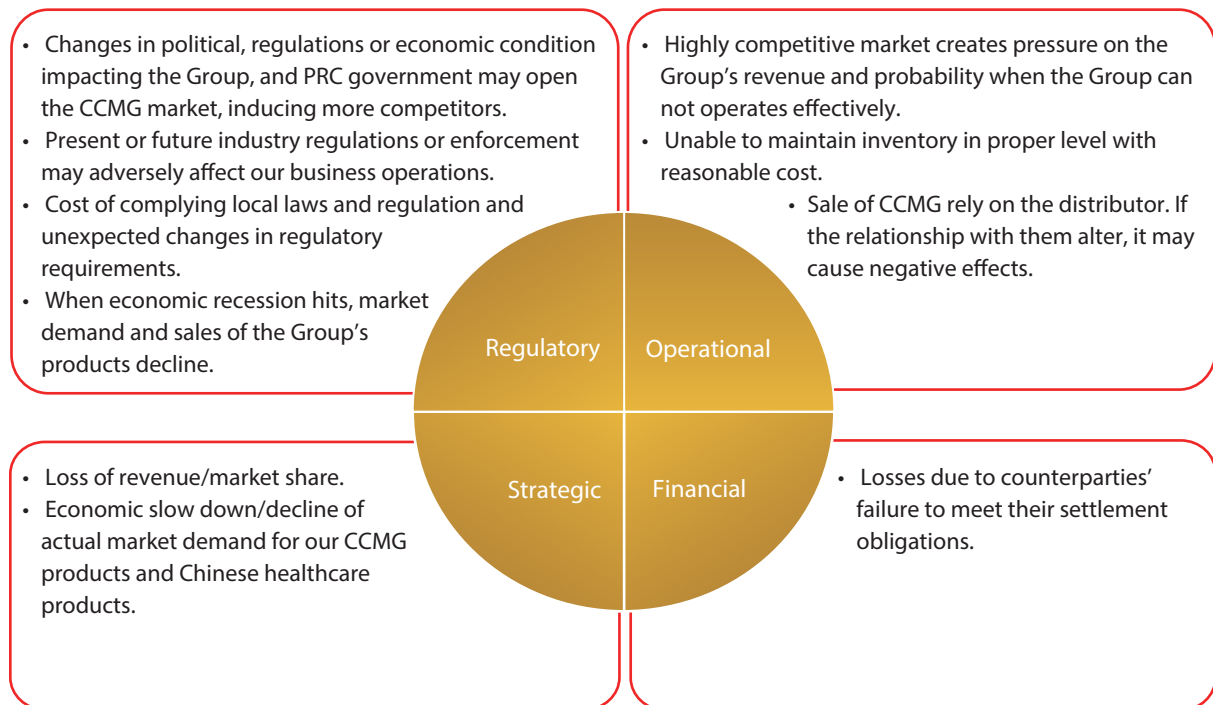 • Changes in political, regulations or economic condition
impacting the Group, and PRC government may open
the CCMG market, inducing more competitors.
• Present or future industry regulations or enforcement
may adversely affect our business operations.
• Cost of complying local laws and regulation and
unexpected changes in regulatory
requirements.
• When economic recession hits, market
demand and sales of the Group’s
products decline.
• Highly competitive market creates pressure on the
Group’s revenue and probability when the Group can
not operates effectively.
• Unable to maintain inventory in proper level with
reasonable cost.
• Sale of CCMG rely on the distributor. If
the relationship with them alter, it may
cause negative effects.
Regulatory
Operational
Strategic
Financial
• Loss of revenue/market share.
• Economic slow down/decline of
actual market demand for our CCMG
products and Chinese healthcare
products.
• Losses due to counterparties’
failure to meet their settlement
obligations.